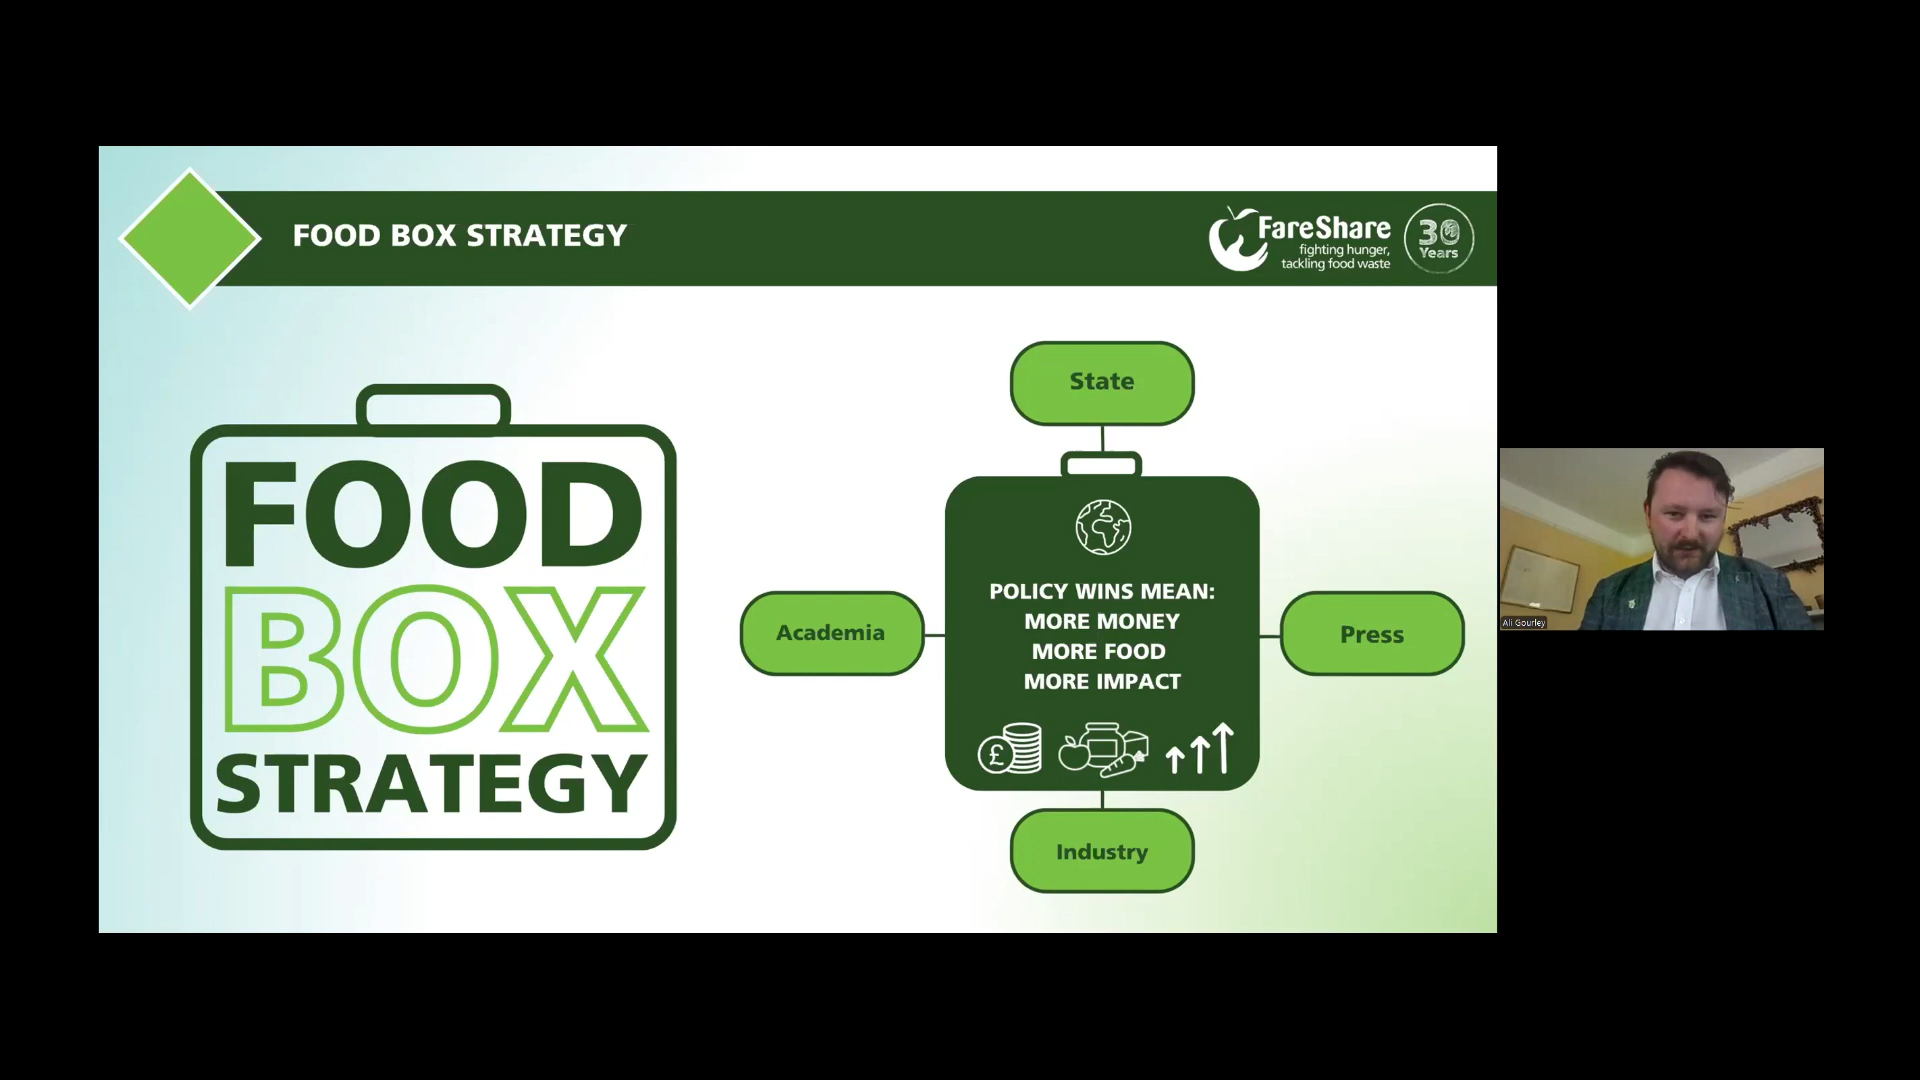 FOOD BOX STRATEGY
FareShare
fighting hunger,
tackling food waste
30
Years
FOOD
BOX
STRATEGY
State
Academia
POLICY WINS MEAN:
MORE MONEY
MORE FOOD
MORE IMPACT
£
Press
Industry
Ali Gourley